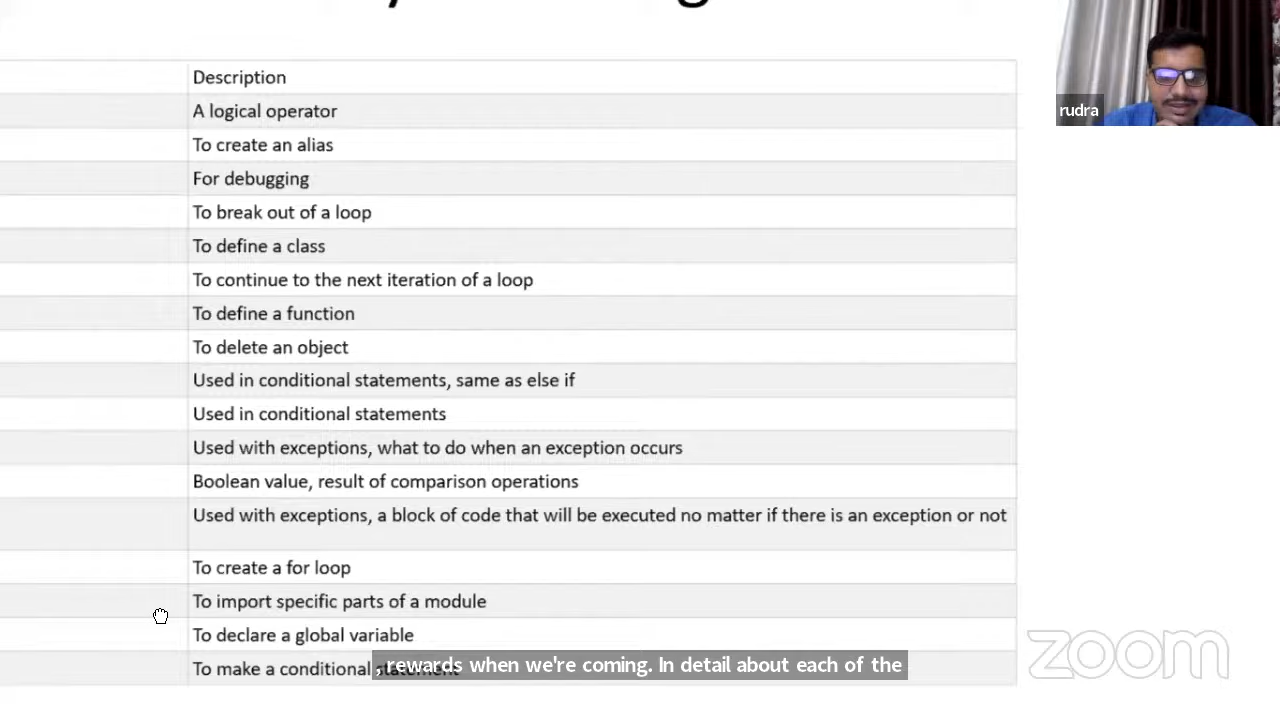 Description
A logical operator
rudra
To create an alias
For debugging
To break out of a loop
To define a class
To continue to the next iteration of a loop
To define a function
To delete an object
Used in conditional statements, same as else if
Used in conditional statements
Used with exceptions, what to do when an exception occurs
Boolean value, result of comparison operations
Used with exceptions, a block of code that will be executed no matter if there is an exception or not
To create a for loop
To import specific parts of a module
To declare a global variable
To make a conditional statement
, rewards when we're coming. In detail about each of the
zoom